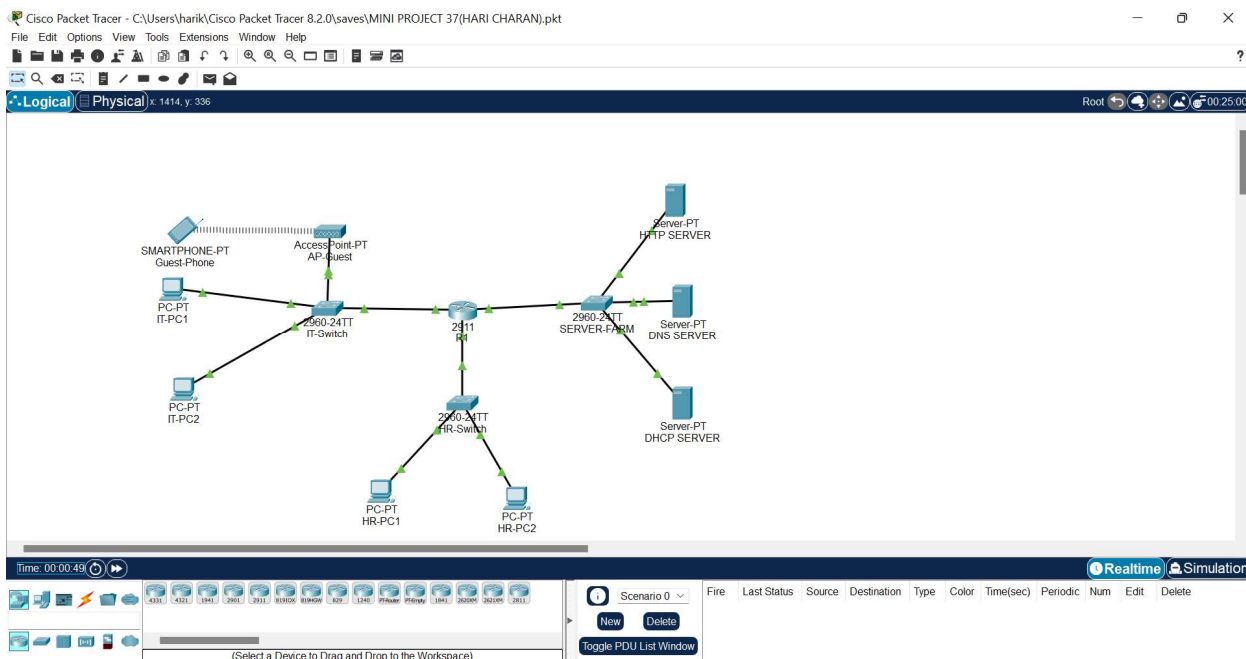 Cisco Packet Tracer - C:\Users\harik\Cisco Packet Tracer 8.2.0\saves\MINI PROJECT 37(HARI CHARAN).pkt
File Edit Options View Tools Extensions Window Help
?
Logical Physical x: 1414, y: 336 Root 00:25:00
Server-PT
HTTP SERVER
SMARTPHONE-PT
Guest-Phone
AccessPoint-PT
AP-Guest
PC-PT
IT-PC1
2960-24TT
IT-Switch
2911
R1
2960-24TT
SERVER-FARM
Server-PT
DNS SERVER
PC-PT
IT-PC2
2960-24TT
HR-Switch
Server-PT
DHCP SERVER
PC-PT
HR-PC1
PC-PT
HR-PC2
Time: 00:00:49 Realtime Simulation
4331 4321 1941 2901 2911 819IOX 819HGW 829 1240 PT-Router PT-Empty 1841 2620XM 2621XM 2811
Scenario 0
New Delete
Toggle PDU List Window
Fire Last Status Source Destination Type Color Time(sec) Periodic Num Edit Delete
(Select a Device to Drag and Drop to the Workspace)